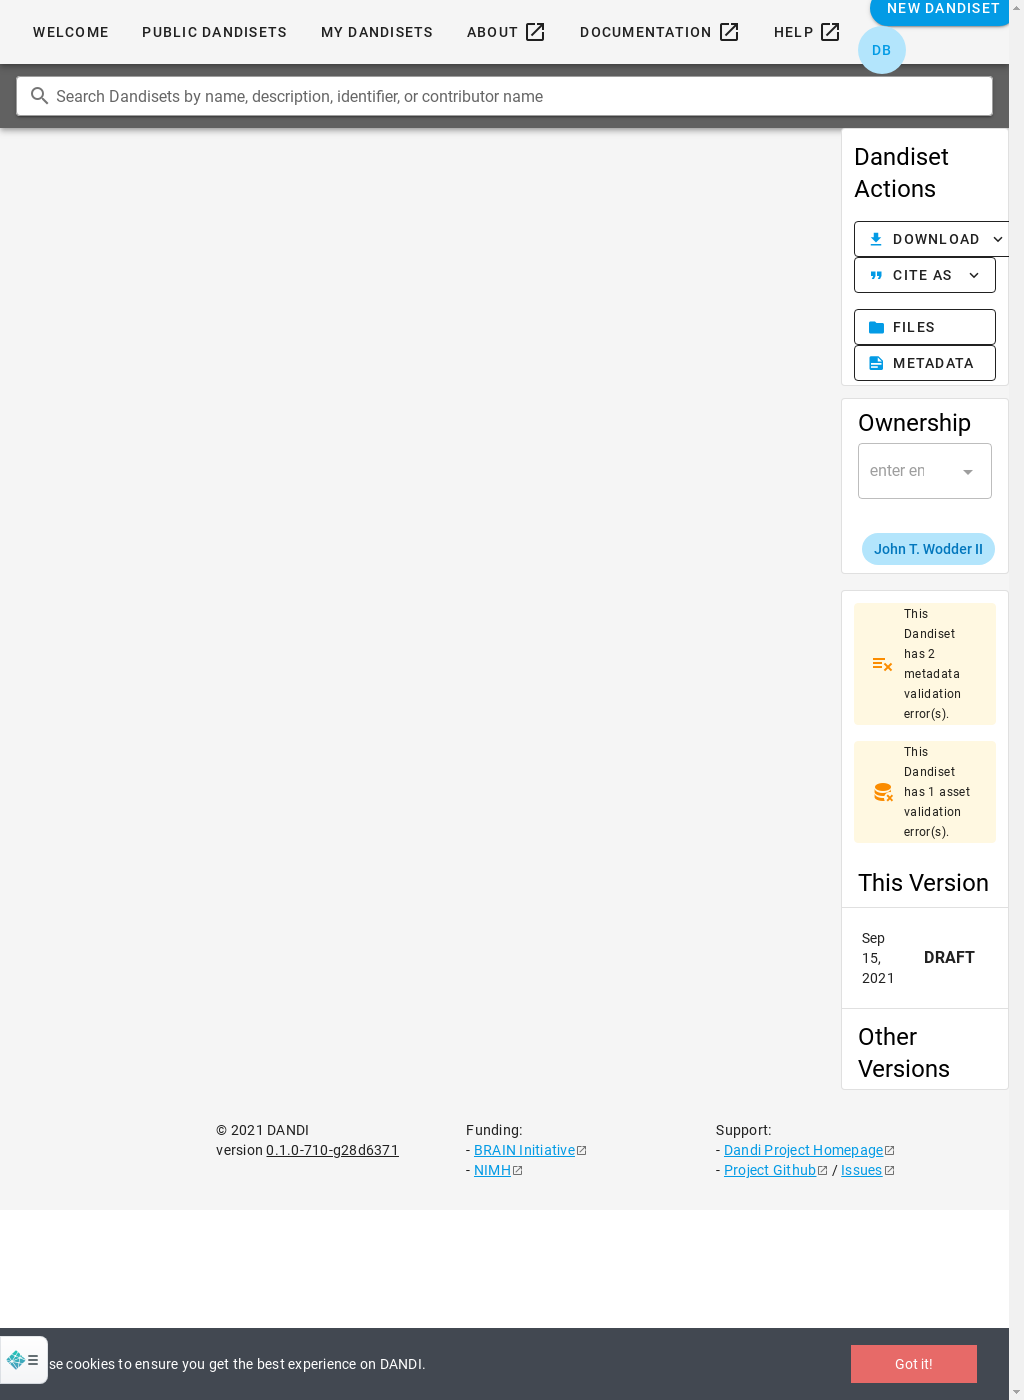 WELCOME
PUBLIC DANDISETS
MY DANDISETS
ABOUT
DOCUMENTATION
HELP
NEW DANDISET
DB
Search Dandisets by name, description, identifier, or contributor name
Dandiset
Actions
DOWNLOAD
CITE AS
FILES
METADATA
Ownership
enter en
John T. Wodder II
This
Dandiset
has 2
metadata
validation
error(s).
This
Dandiset
has 1 asset
validation
error(s).
This Version
Sep
15,
2021
DRAFT
Other
Versions
© 2021 DANDI
version 0.1.0-710-g28d6371
Funding:
- BRAIN Initiative
- NIMH
Support:
- Dandi Project Homepage
- Project Github / Issues
se cookies to ensure you get the best experience on DANDI.
Got it!